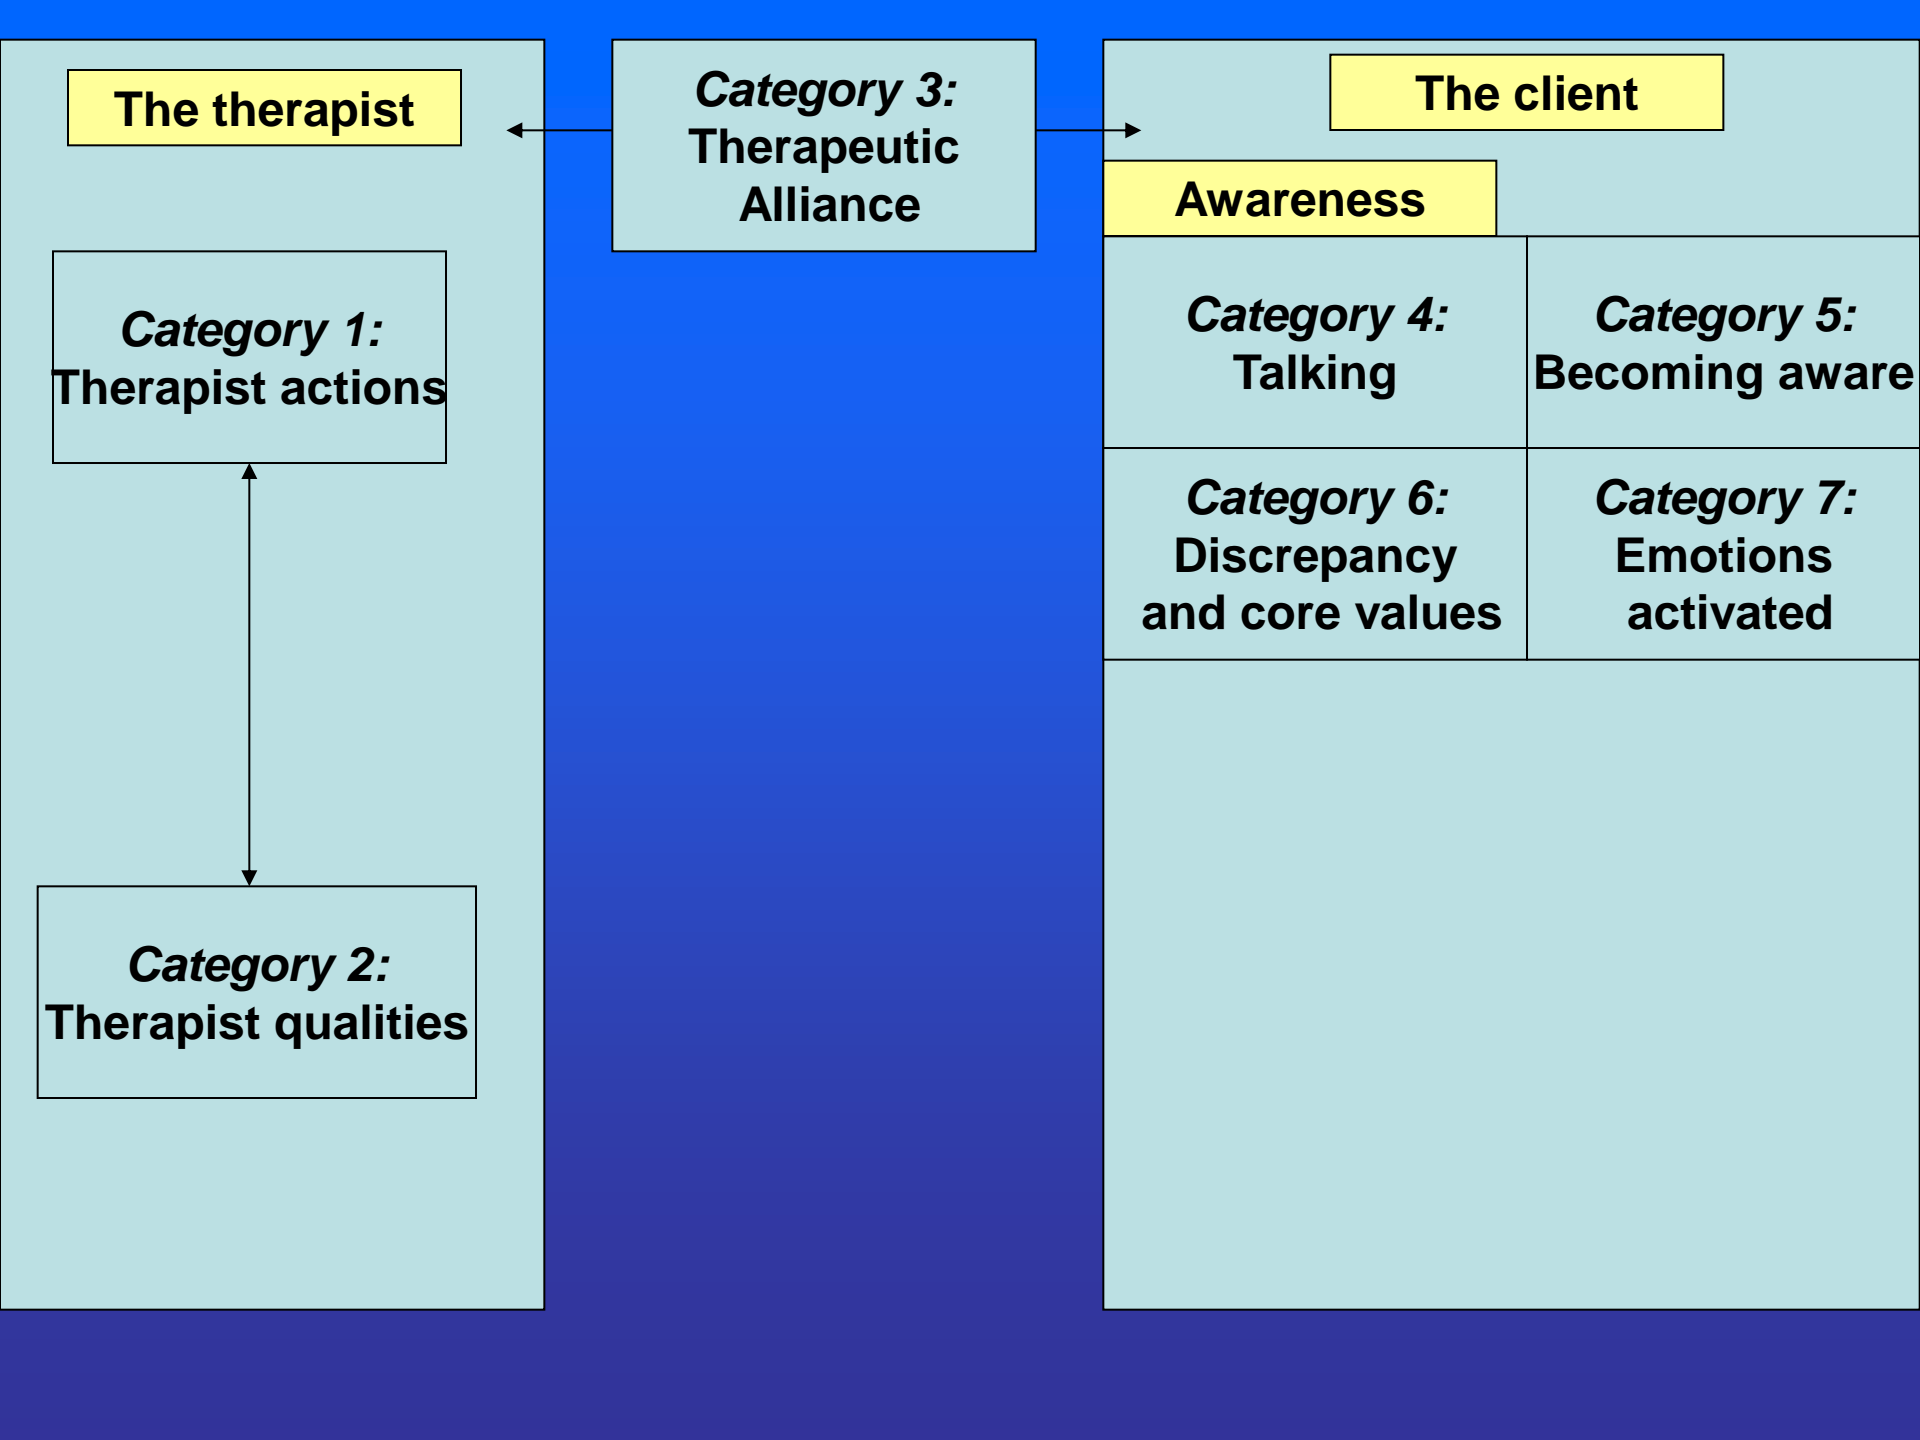 The therapist
Category 1:
Therapist actions
Category 2:
Therapist qualities
Category 3:
Therapeutic
Alliance
The client
Awareness
Category 4:
Talking
Category 5:
Becoming aware
Category 6:
Discrepancy
and core values
Category 7:
Emotions
activated